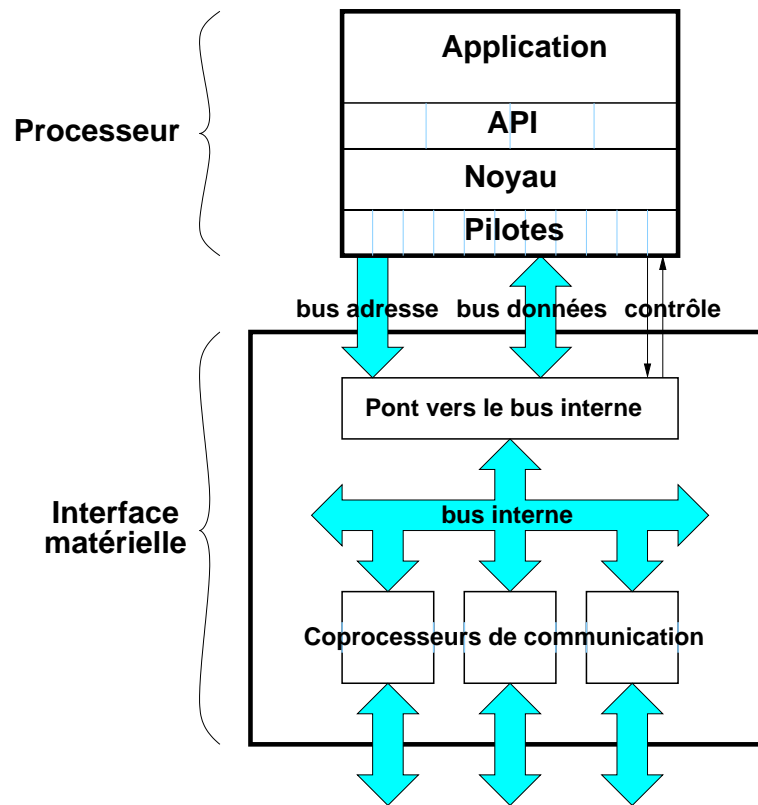 Application
API
Processeur
Noyau
Pilotes
bus adresse
bus données
contrôle
Pont vers le bus interne
bus interne
Interface
matérielle
Coprocesseurs de communication